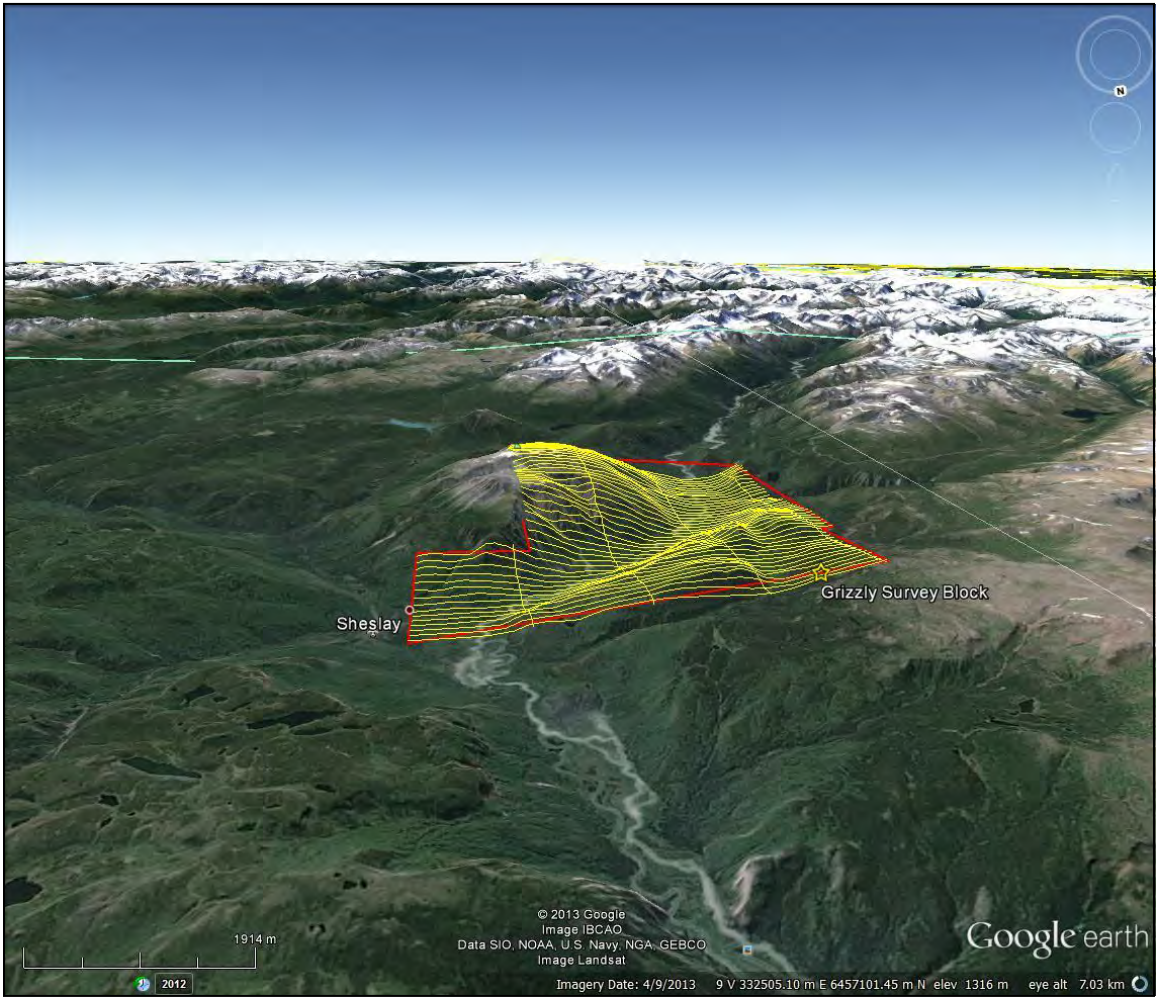 N
Grizzly Survey Block
Sheslay
© 2013 Google
Image IBCAO
Data SIO, NOAA, U.S. Navy, NGA, GEBCO
Image Landsat
Google earth
1914 m
2012
Imagery Date: 4/9/2013 9 V 332505.10 m E 6457101.45 m N elev 1316 m eye alt 7.03 km